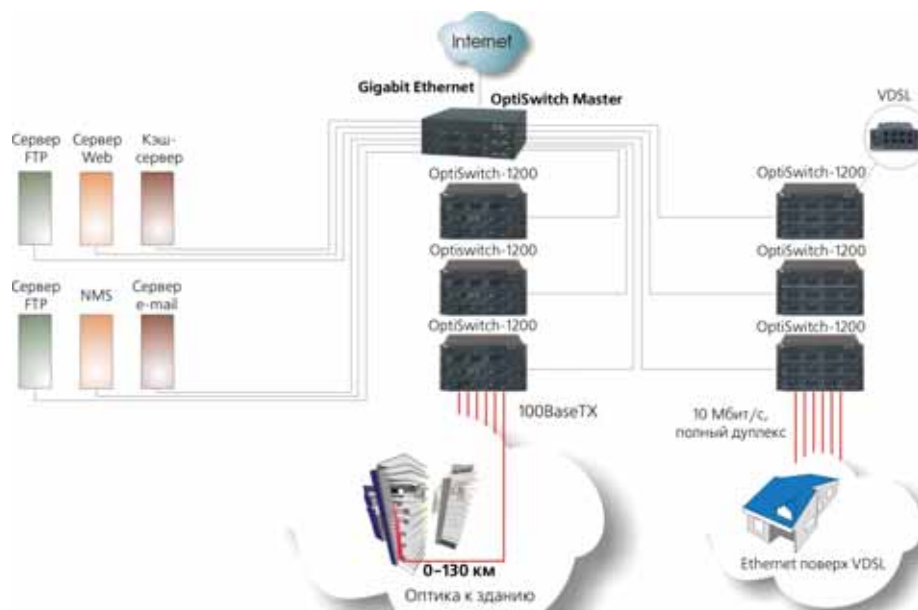 Internet
Gigabit Ethernet
OptiSwitch Master
VDSL
Сервер
FTP
Сервер
Web
Кэш-
сервер
OptiSwitch-1200
Optiswitch-1200
OptiSwitch-1200
OptiSwitch-1200
OptiSwitch-1200
OptiSwitch-1200
Сервер
FTP
NMS
Сервер
e-mail
100BaseTX
10 Мбит/с,
полный дуплекс
0–130 км
Оптика к зданию
Ethernet поверх VDSL